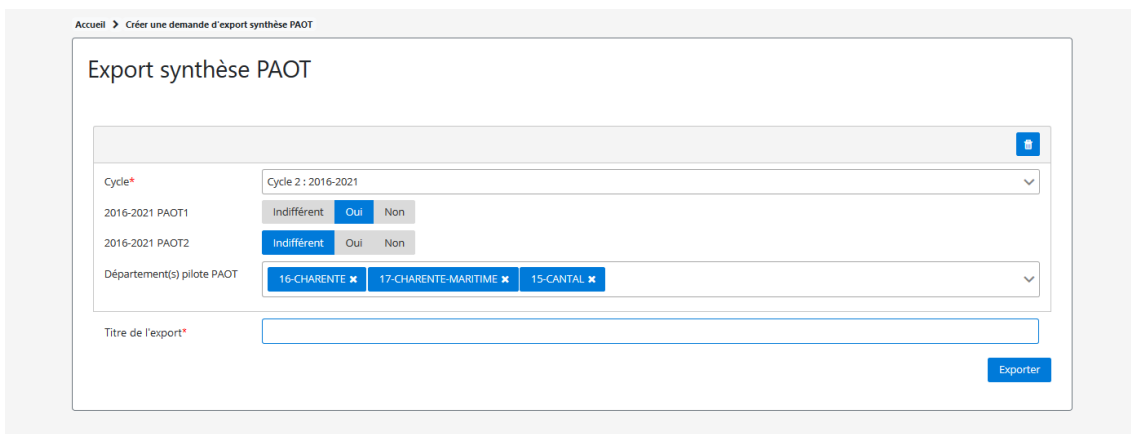 Accueil > Créer une demande d'export synthèse PAOT
Export synthèse PAOT
Cycle* Cycle 2 : 2016-2021
2016-2021 PAOT1 Indifférent Oui Non
2016-2021 PAOT2 Indifférent Oui Non
Département(s) pilote PAOT 16-CHARENTE × 17-CHARENTE-MARITIME × 15-CANTAL ×
Titre de l'export*
Exporter